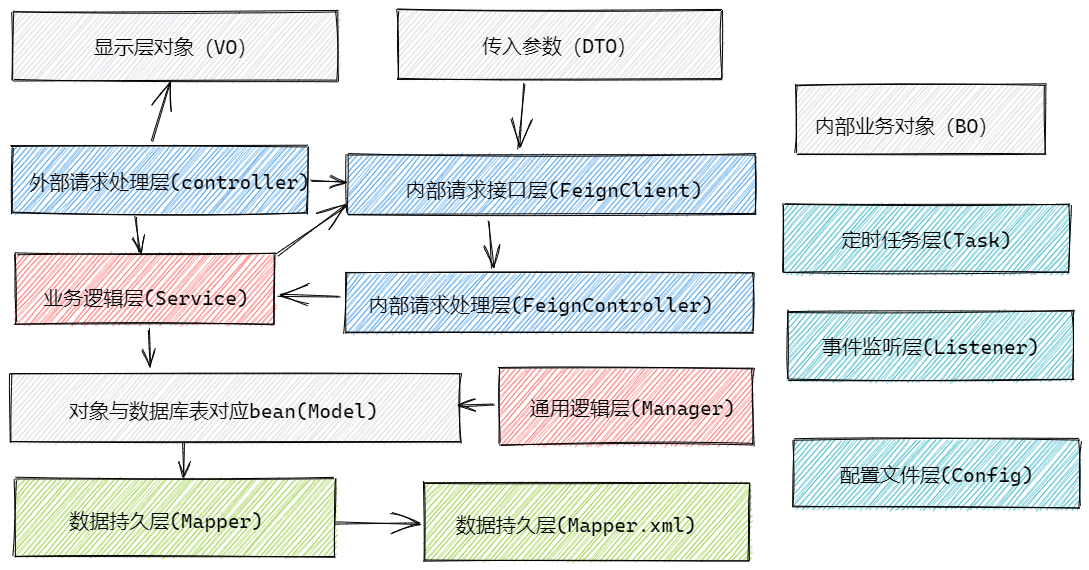 显示层对象（VO）
传入参数（DTO）
内部业务对象（BO）
外部请求处理层(controller)
内部请求接口层(FeignClient)
定时任务层(Task)
业务逻辑层(Service)
内部请求处理层(FeignController)
事件监听层(Listener)
对象与数据库表对应bean(Model)
通用逻辑层(Manager)
配置文件层(Config)
数据持久层(Mapper)
数据持久层(Mapper.xml)